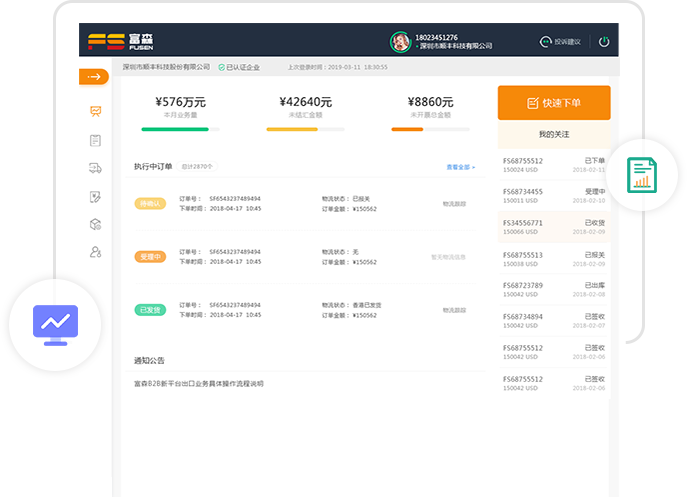 FS 富森
FUSEN
18023451276
深圳市顺丰科技有限公司
投诉建议
深圳市顺丰科技股份有限公司
已认证企业
上次登录时间：2019-03-11 18:30:55
¥576万元
本月业务量
¥42640元
未结汇金额
¥8860元
未开票总金额
快速下单
我的关注
执行中订单
总计2870个
查看全部 >
待确认
订单号： SF6543237489494
下单时间：2018-04-17 10:45
物流状态：已报关
订单金额：¥150562
物流跟踪
受理中
订单号： SF6543237489494
下单时间：2018-04-17 10:45
物流状态：无
订单金额：¥150562
暂无物流信息
已发货
订单号： SF6543237489494
下单时间：2018-04-17 10:45
物流状态：香港已发货
订单金额：¥150562
物流跟踪
FS68755512 已下单
150024 USD 2018-02-11
FS68734455 受理中
150011 USD 2018-02-10
FS34556771 已收货
150066 USD 2018-02-09
FS68755513 已报关
150038 USD 2018-02-09
FS68723789 已出库
150042 USD 2018-02-08
FS68734894 已签收
150042 USD 2018-02-07
FS68755512 已签收
150042 USD 2018-02-06
FS68755512 已签收
150042 USD 2018-02-06
通知公告
富森B2B新平台出口业务具体操作流程说明